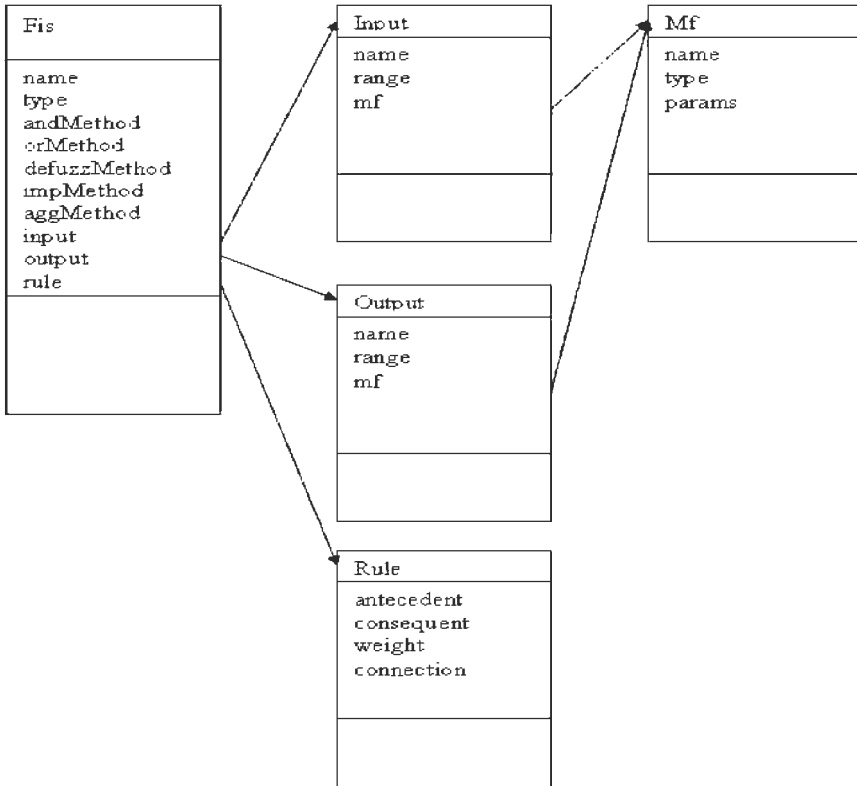 Fis
name
type
andMethod
orMethod
defuzzMethod
impMethod
aggMethod
input
output
rule
Input
name
range
mf
Output
name
range
mf
Rule
antecedent
consequent
weight
connection
Mf
name
type
params